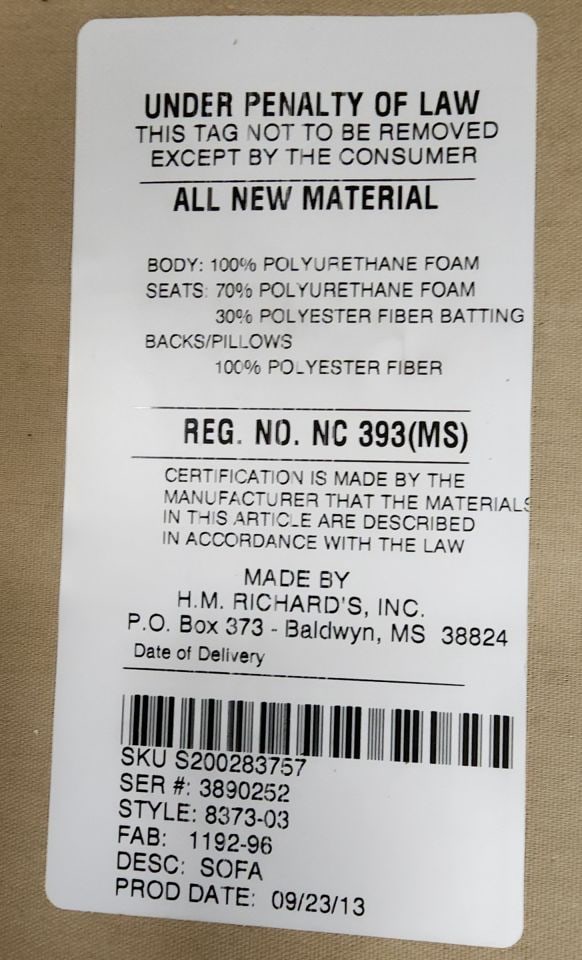 UNDER PENALTY OF LAW
THIS TAG NOT TO BE REMOVED
EXCEPT BY THE CONSUMER
ALL NEW MATERIAL
BODY: 100% POLYURETHANE FOAM
SEATS: 70% POLYURETHANE FOAM
30% POLYESTER FIBER BATTING
BACKS/PILLOWS
100% POLYESTER FIBER
REG. NO. NC 393(MS)
CERTIFICATION IS MADE BY THE
MANUFACTURER THAT THE MATERIALS
IN THIS ARTICLE ARE DESCRIBED
IN ACCORDANCE WITH THE LAW
MADE BY
H.M. RICHARD'S, INC.
P.O. Box 373 - Baldwyn, MS 38824
Date of Delivery
SKU S200283757
SER #: 3890252
STYLE: 8373-03
FAB: 1192-96
DESC: SOFA
PROD DATE: 09/23/13